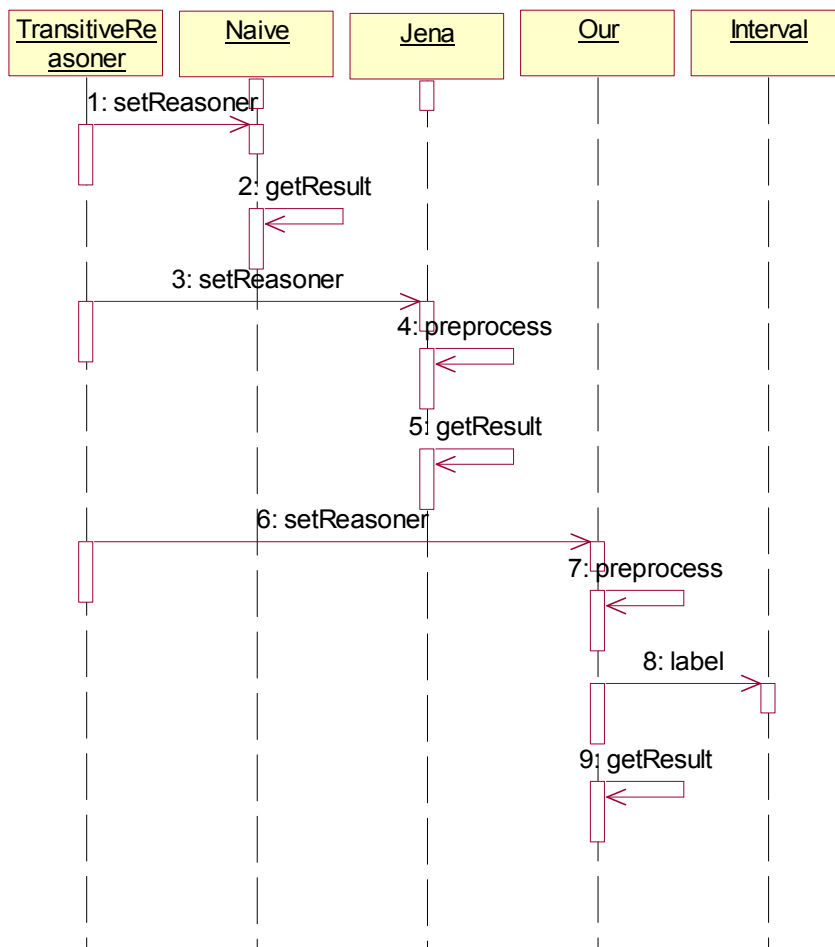 TransitiveRe
asoner
Naive
Jena
Our
Interval
1: setReasoner
2: getResult
3: setReasoner
4: preprocess
5: getResult
6: setReasoner
7: preprocess
8: label
9: getResult